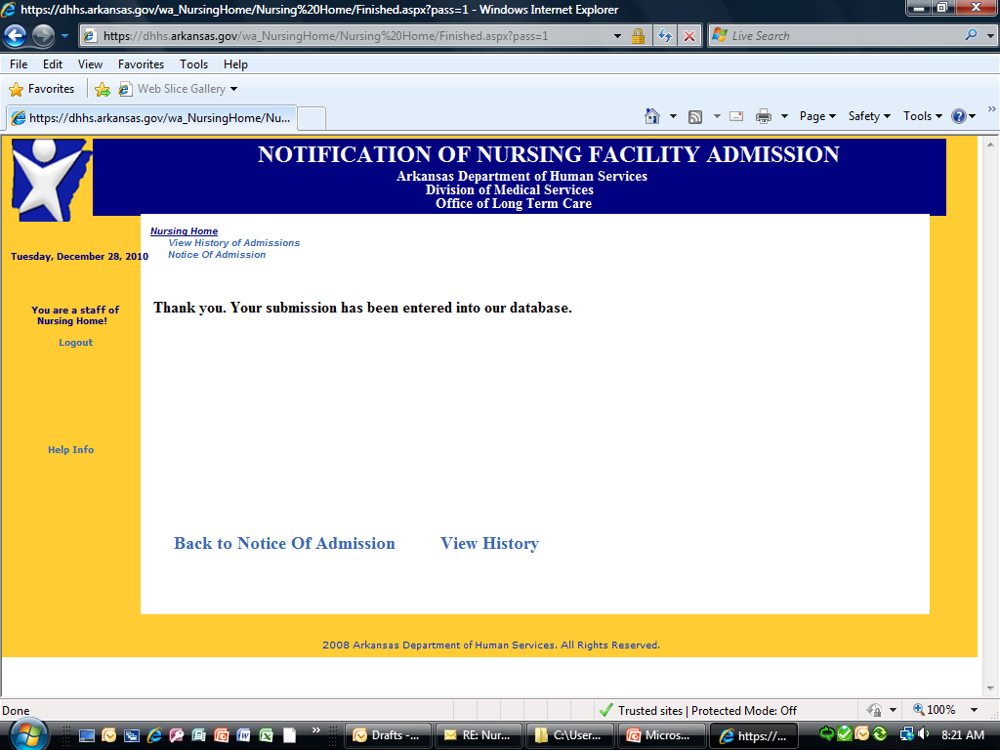 https://dhhs.arkansas.gov/wa_NursingHome/Nursing%20Home/Finished.aspx?pass=1 - Windows Internet Explorer
https://dhhs.arkansas.gov/wa_NursingHome/Nursing%20Home/Finished.aspx?pass=1
Live Search
File Edit View Favorites Tools Help
Favorites Web Slice Gallery
https://dhhs.arkansas.gov/wa_NursingHome/Nu...
Page Safety Tools
NOTIFICATION OF NURSING FACILITY ADMISSION
Arkansas Department of Human Services
Division of Medical Services
Office of Long Term Care
Nursing Home
View History of Admissions
Notice Of Admission
Tuesday, December 28, 2010
You are a staff of
Nursing Home!
Logout
Thank you. Your submission has been entered into our database.
Help Info
Back to Notice Of Admission View History
2008 Arkansas Department of Human Services. All Rights Reserved.
Done Trusted sites | Protected Mode: Off 100%
Drafts -... RE: Nur... C:\User... Micros... https://... 8:21 AM